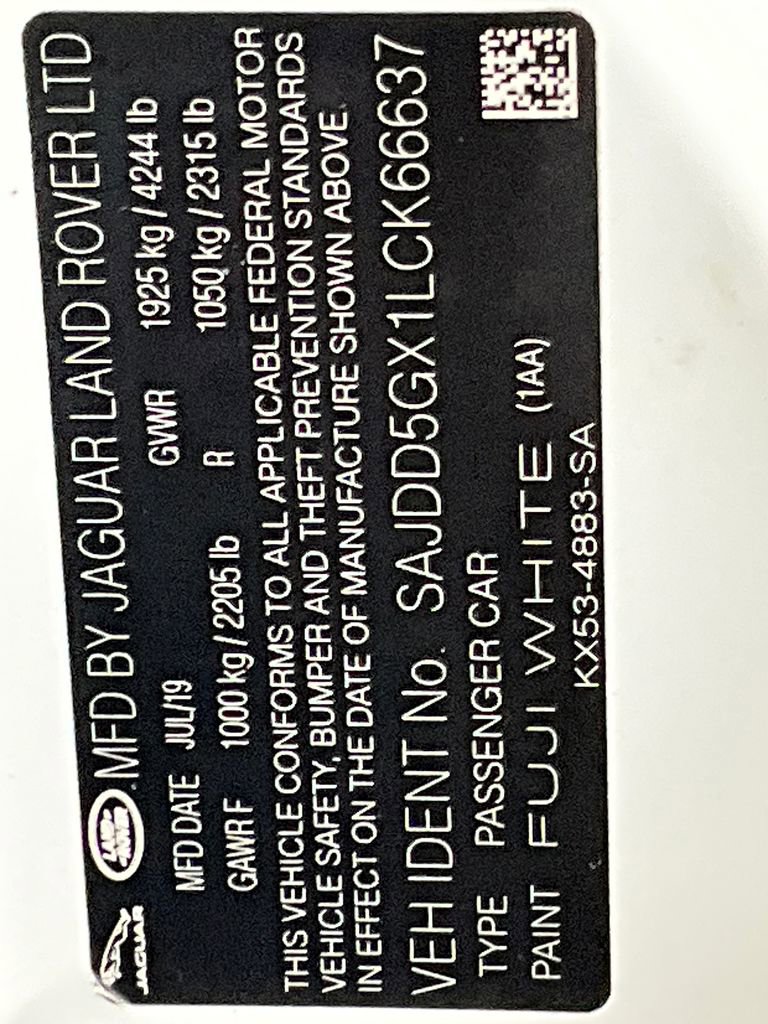 JAGUAR LAND ROVER MFD BY JAGUAR LAND ROVER LTD
MFD DATE JUL/19 GVWR 1925 kg / 4244 lb
GAWR F 1000 kg / 2205 lb R 1050 kg / 2315 lb
THIS VEHICLE CONFORMS TO ALL APPLICABLE FEDERAL MOTOR
VEHICLE SAFETY, BUMPER AND THEFT PREVENTION STANDARDS
IN EFFECT ON THE DATE OF MANUFACTURE SHOWN ABOVE.
VEH IDENT No. SAJDD5GX1LCK66637
TYPE PASSENGER CAR
PAINT FUJI WHITE (1AA)
KX53-4883-SA